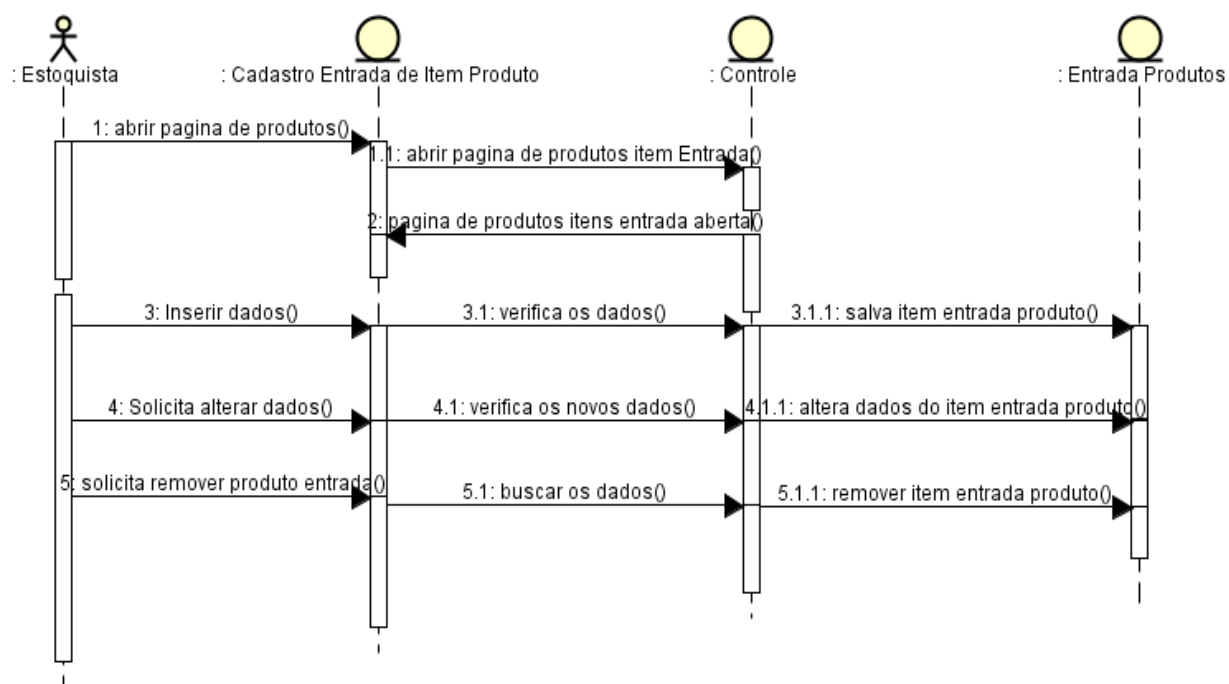 : Estoquista
: Cadastro Entrada de Item Produto
: Controle
: Entrada Produtos
1: abrir pagina de produtos()
1.1: abrir pagina de produtos item Entrada()
2: pagina de produtos itens entrada aberta()
3: Inserir dados()
3.1: verifica os dados()
3.1.1: salva item entrada produto()
4: Solicita alterar dados()
4.1: verifica os novos dados()
4.1.1: altera dados do item entrada produto()
5: solicita remover produto entrada()
5.1: buscar os dados()
5.1.1: remover item entrada produto()